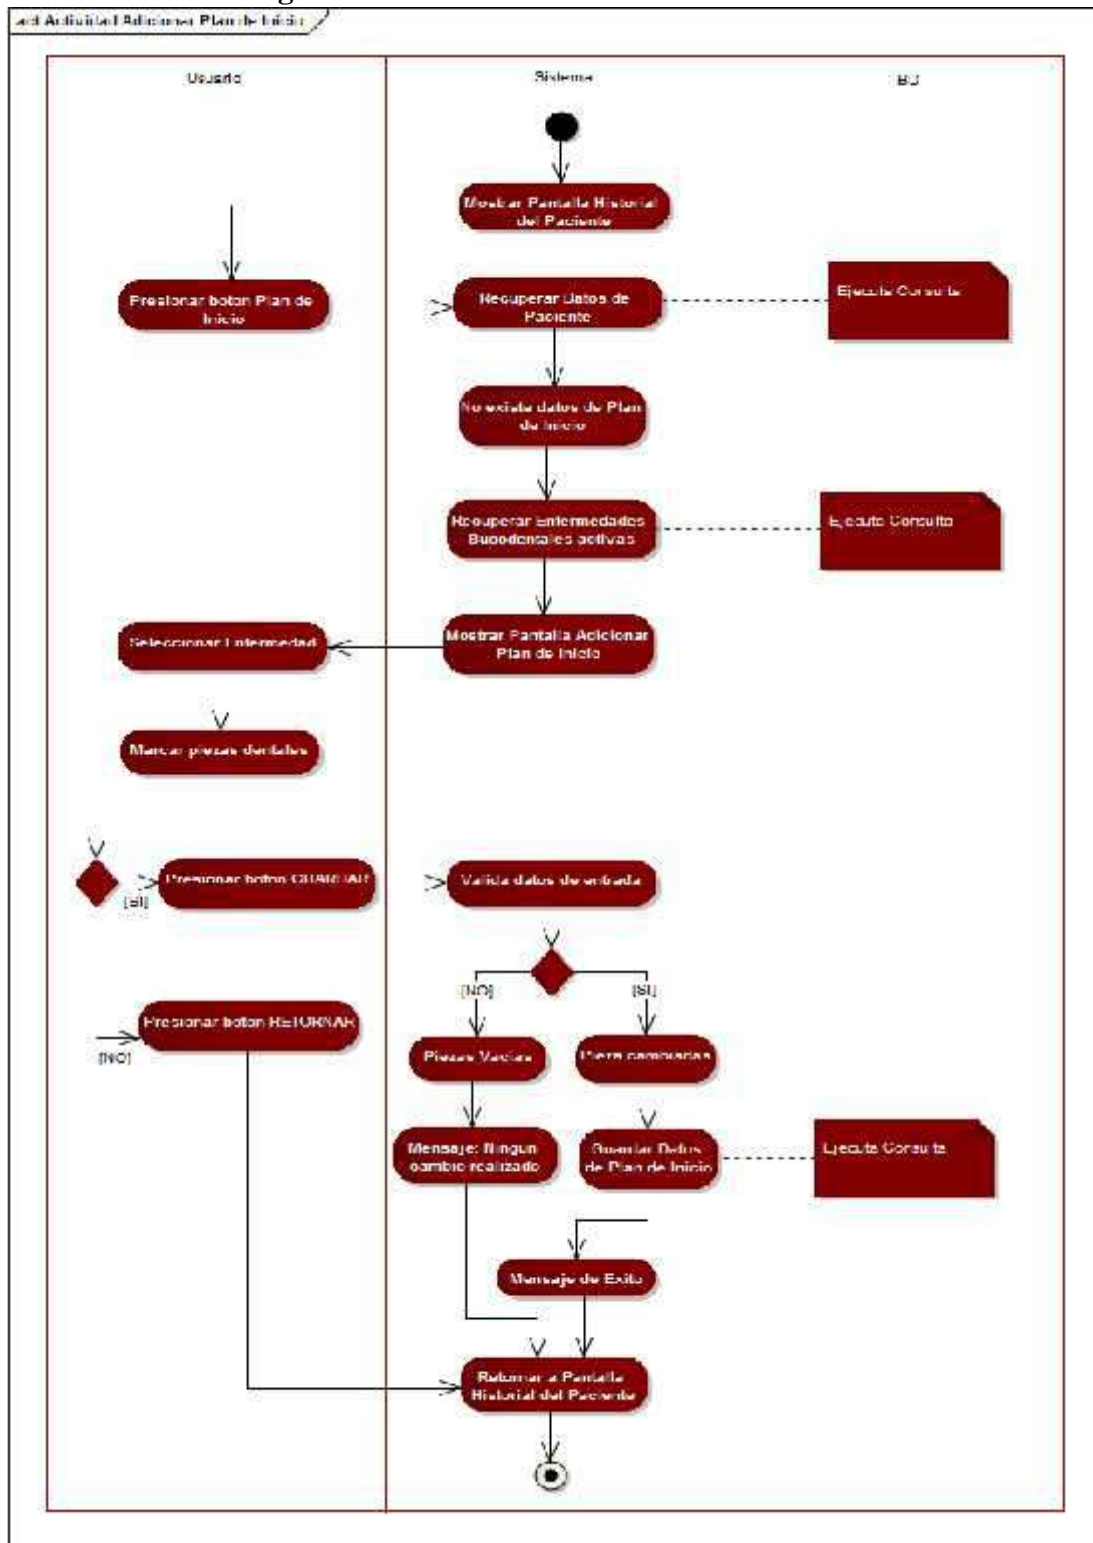 act Actividad Adicionar Plan de Inicio
Usuario
Sistema
BD
Mostrar Pantalla Historial
del Paciente
Presionar boton Plan de
Inicio
Recuperar Datos de
Paciente
Ejecuta Consulta
No existe datos de Plan
de Inicio
Recuperar Enfermedades
Bucodentales activas
Ejecuta Consulta
Seleccionar Enfermedad
Mostrar Pantalla Adicionar
Plan de Inicio
Marcar piezas dentales
[SI]
Presionar boton GUARDAR
Valida datos de entrada
[NO]
[SI]
Presionar boton RETORNAR
[NO]
Piezas Vacias
Pieza cambiadas
Mensaje: Ningun
cambio realizado
Guardar Datos
de Plan de Inicio
Ejecuta Consulta
Mensaje de Exito
Retornar a Pantalla
Historial del Paciente